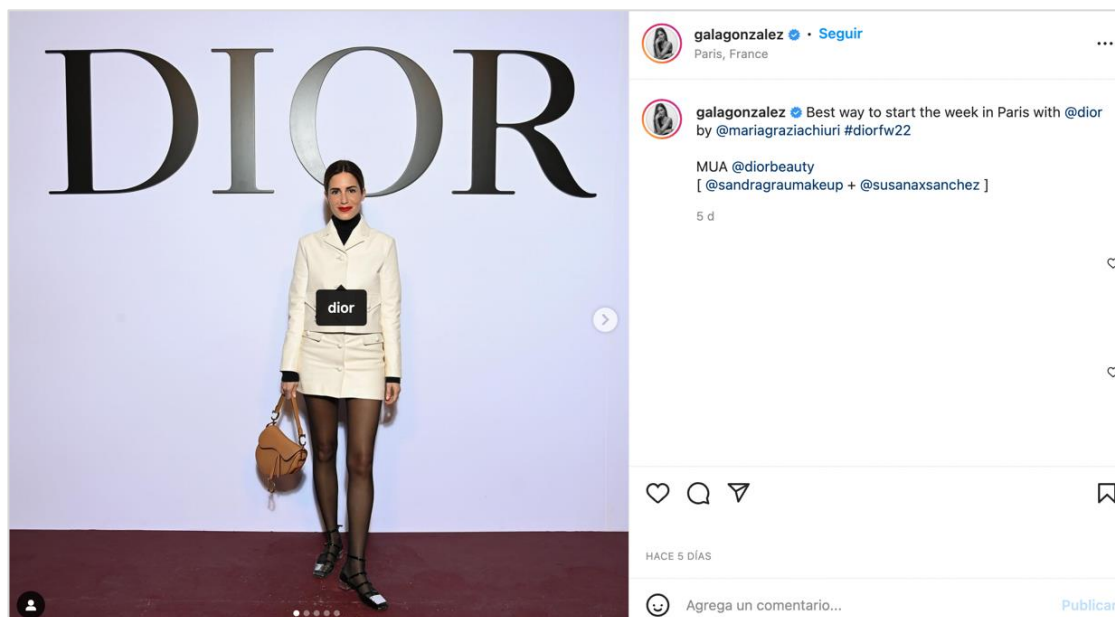 DIOR
dior
galagonzalez • Seguir
Paris, France
galagonzalez Best way to start the week in Paris with @dior
by @mariagraziachiuri #diorfw22
MUA @diorbeauty
[ @sandragraumakeup + @susanaxsanchez ]
5 d
HACE 5 DÍAS
Agrega un comentario...
Publicar